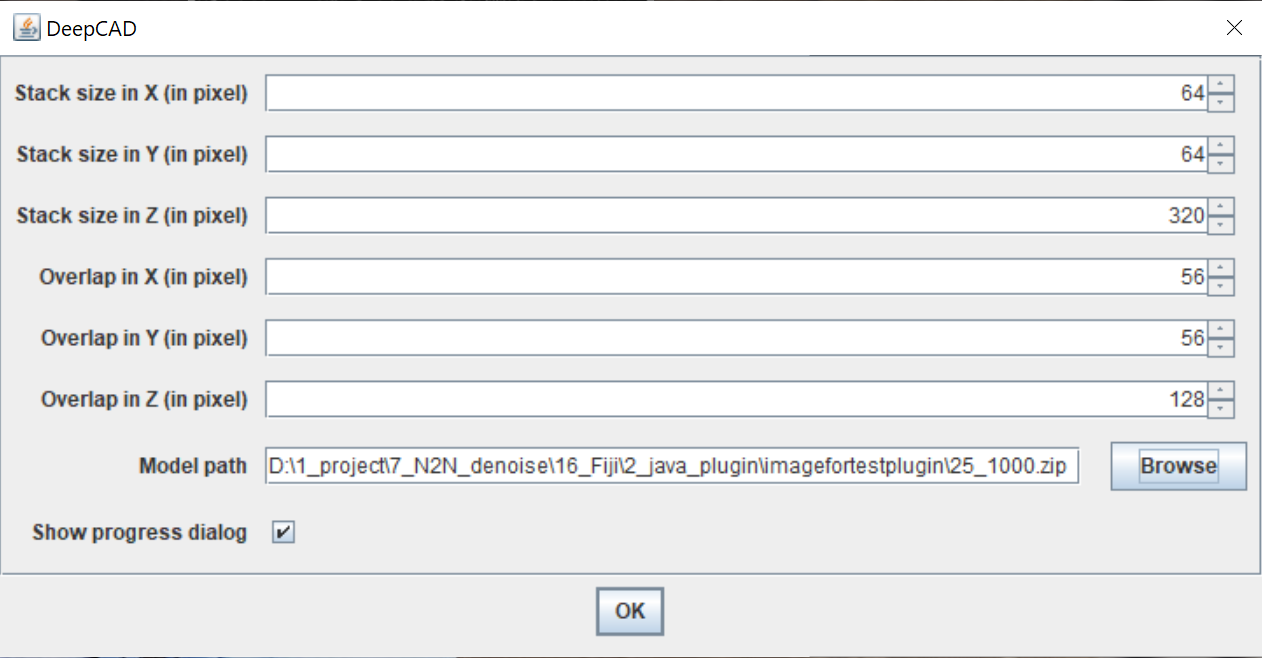 DeepCAD
Stack size in X (in pixel) 64
Stack size in Y (in pixel) 64
Stack size in Z (in pixel) 320
Overlap in X (in pixel) 56
Overlap in Y (in pixel) 56
Overlap in Z (in pixel) 128
Model path D:\1_project\7_N2N_denoise\16_Fiji\2_java_plugin\imagefortestplugin\25_1000.zip Browse
Show progress dialog
OK